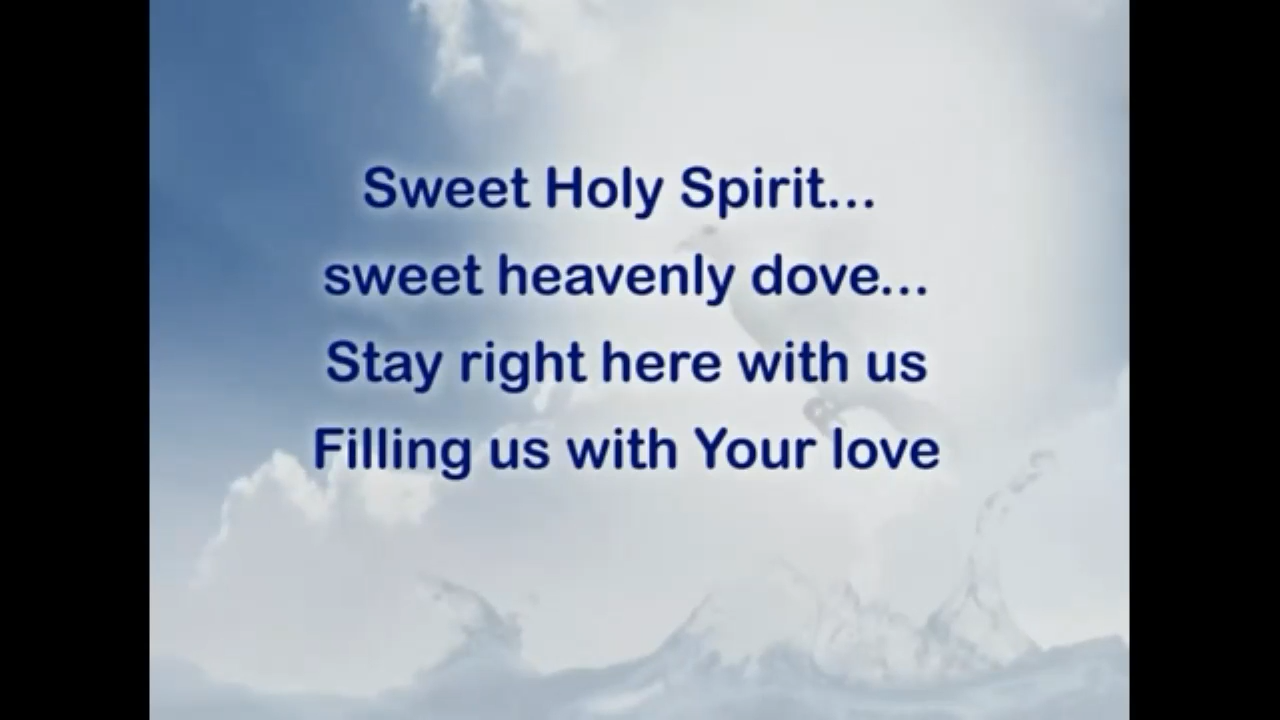 Sweet Holy Spirit...
sweet heavenly dove...
Stay right here with us
Filling us with Your love